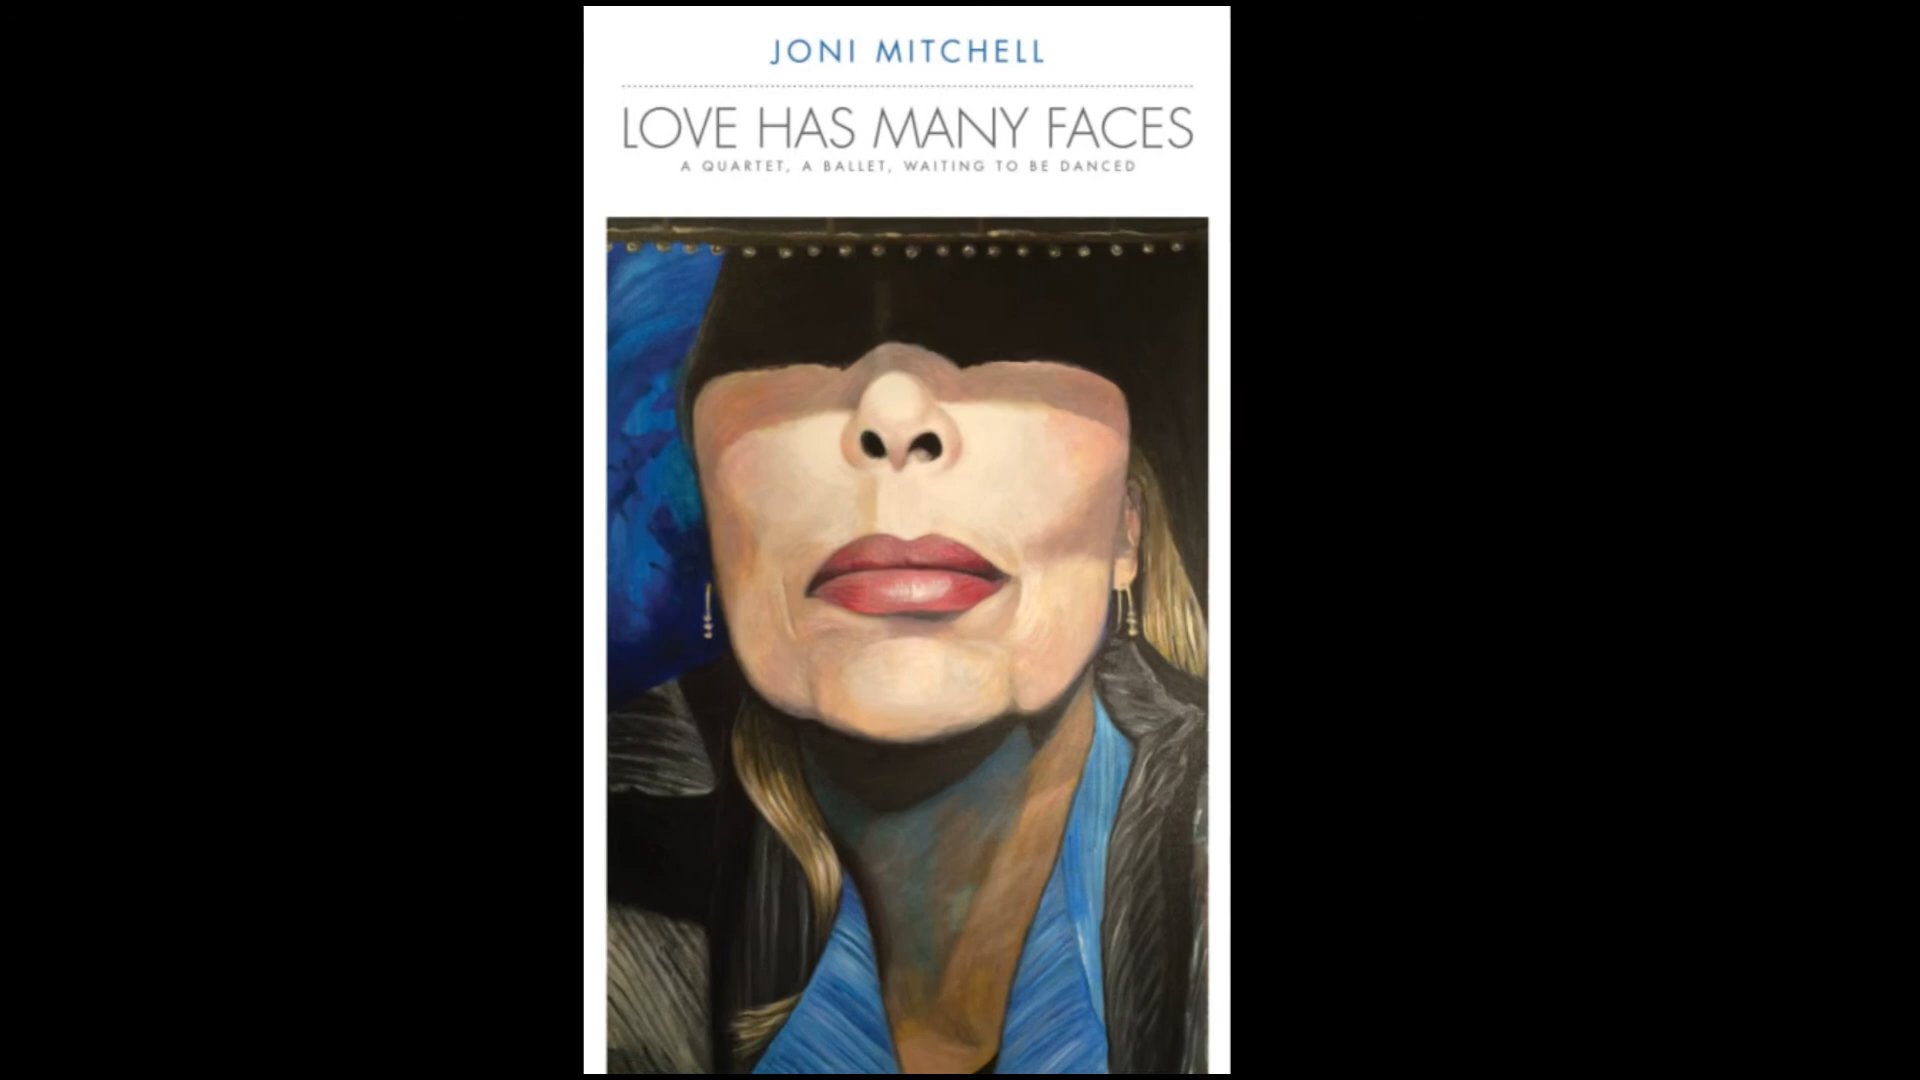 JONI MITCHELL
LOVE HAS MANY FACES
A QUARTET, A BALLET, WAITING TO BE DANCED